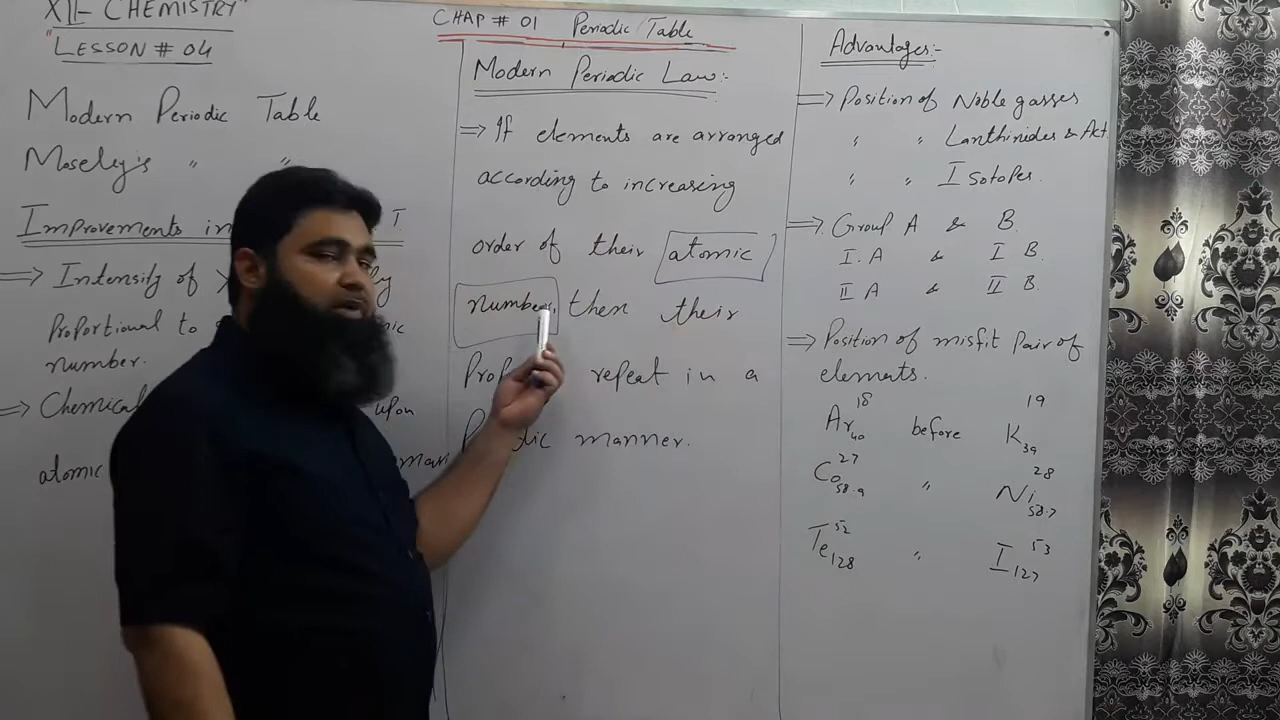 XII- CHEMISTRY
"LESSON # 04
Modern Periodic Table
Moseley's " "
Improvements in T
⇒ Intensity of X
Proportional to
number.
⇒ Chemical upon
atomic
CHAP # 01 Periodic Table
Modern Periodic Law:-
⇒ If elements are arranged
according to increasing
order of their atomic
number, then their
repeat in a
manner.
Advantages:-
⇒ Position of Noble gasses
" " Lanthinides & Act.
" " Isotopes.
⇒ Group A & B.
I A & I B.
II A & II B.
⇒ Position of misfit Pair of
elements.
Ar 18 40 before K 19 39
Co 27 58.9 " Ni 28 58.7
Te 52 128 " I 53 127